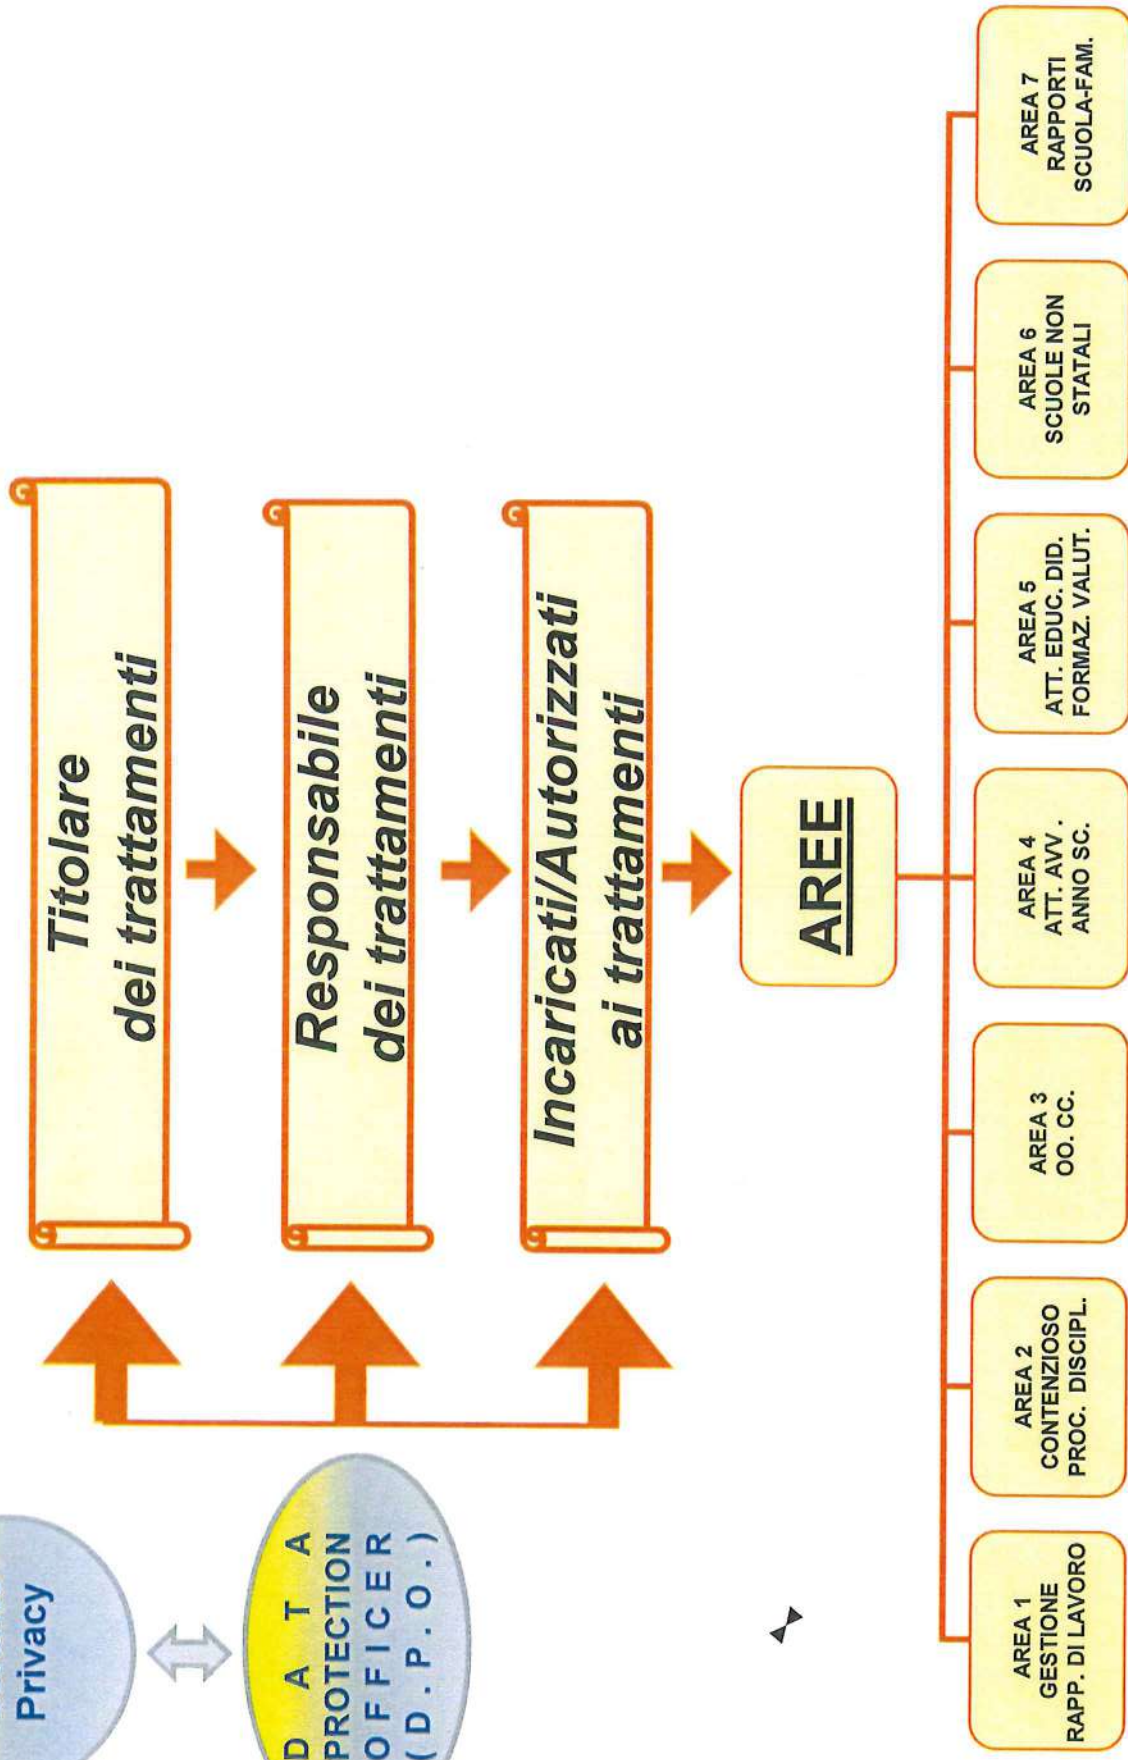 Privacy
D A T A
PROTECTION
O F F I C E R
( D . P . O . )
Titolare
dei trattamenti
Responsabile
dei trattamenti
Incaricati/Autorizzati
ai trattamenti
AREE
AREA 1
GESTIONE
RAPP. DI LAVORO
AREA 2
CONTENZIOSO
PROC. DISCIPL.
AREA 3
OO. CC.
AREA 4
ATT. AVV .
ANNO SC.
AREA 5
ATT. EDUC. DID.
FORMAZ. VALUT.
AREA 6
SCUOLE NON
STATALI
AREA 7
RAPPORTI
SCUOLA-FAM.